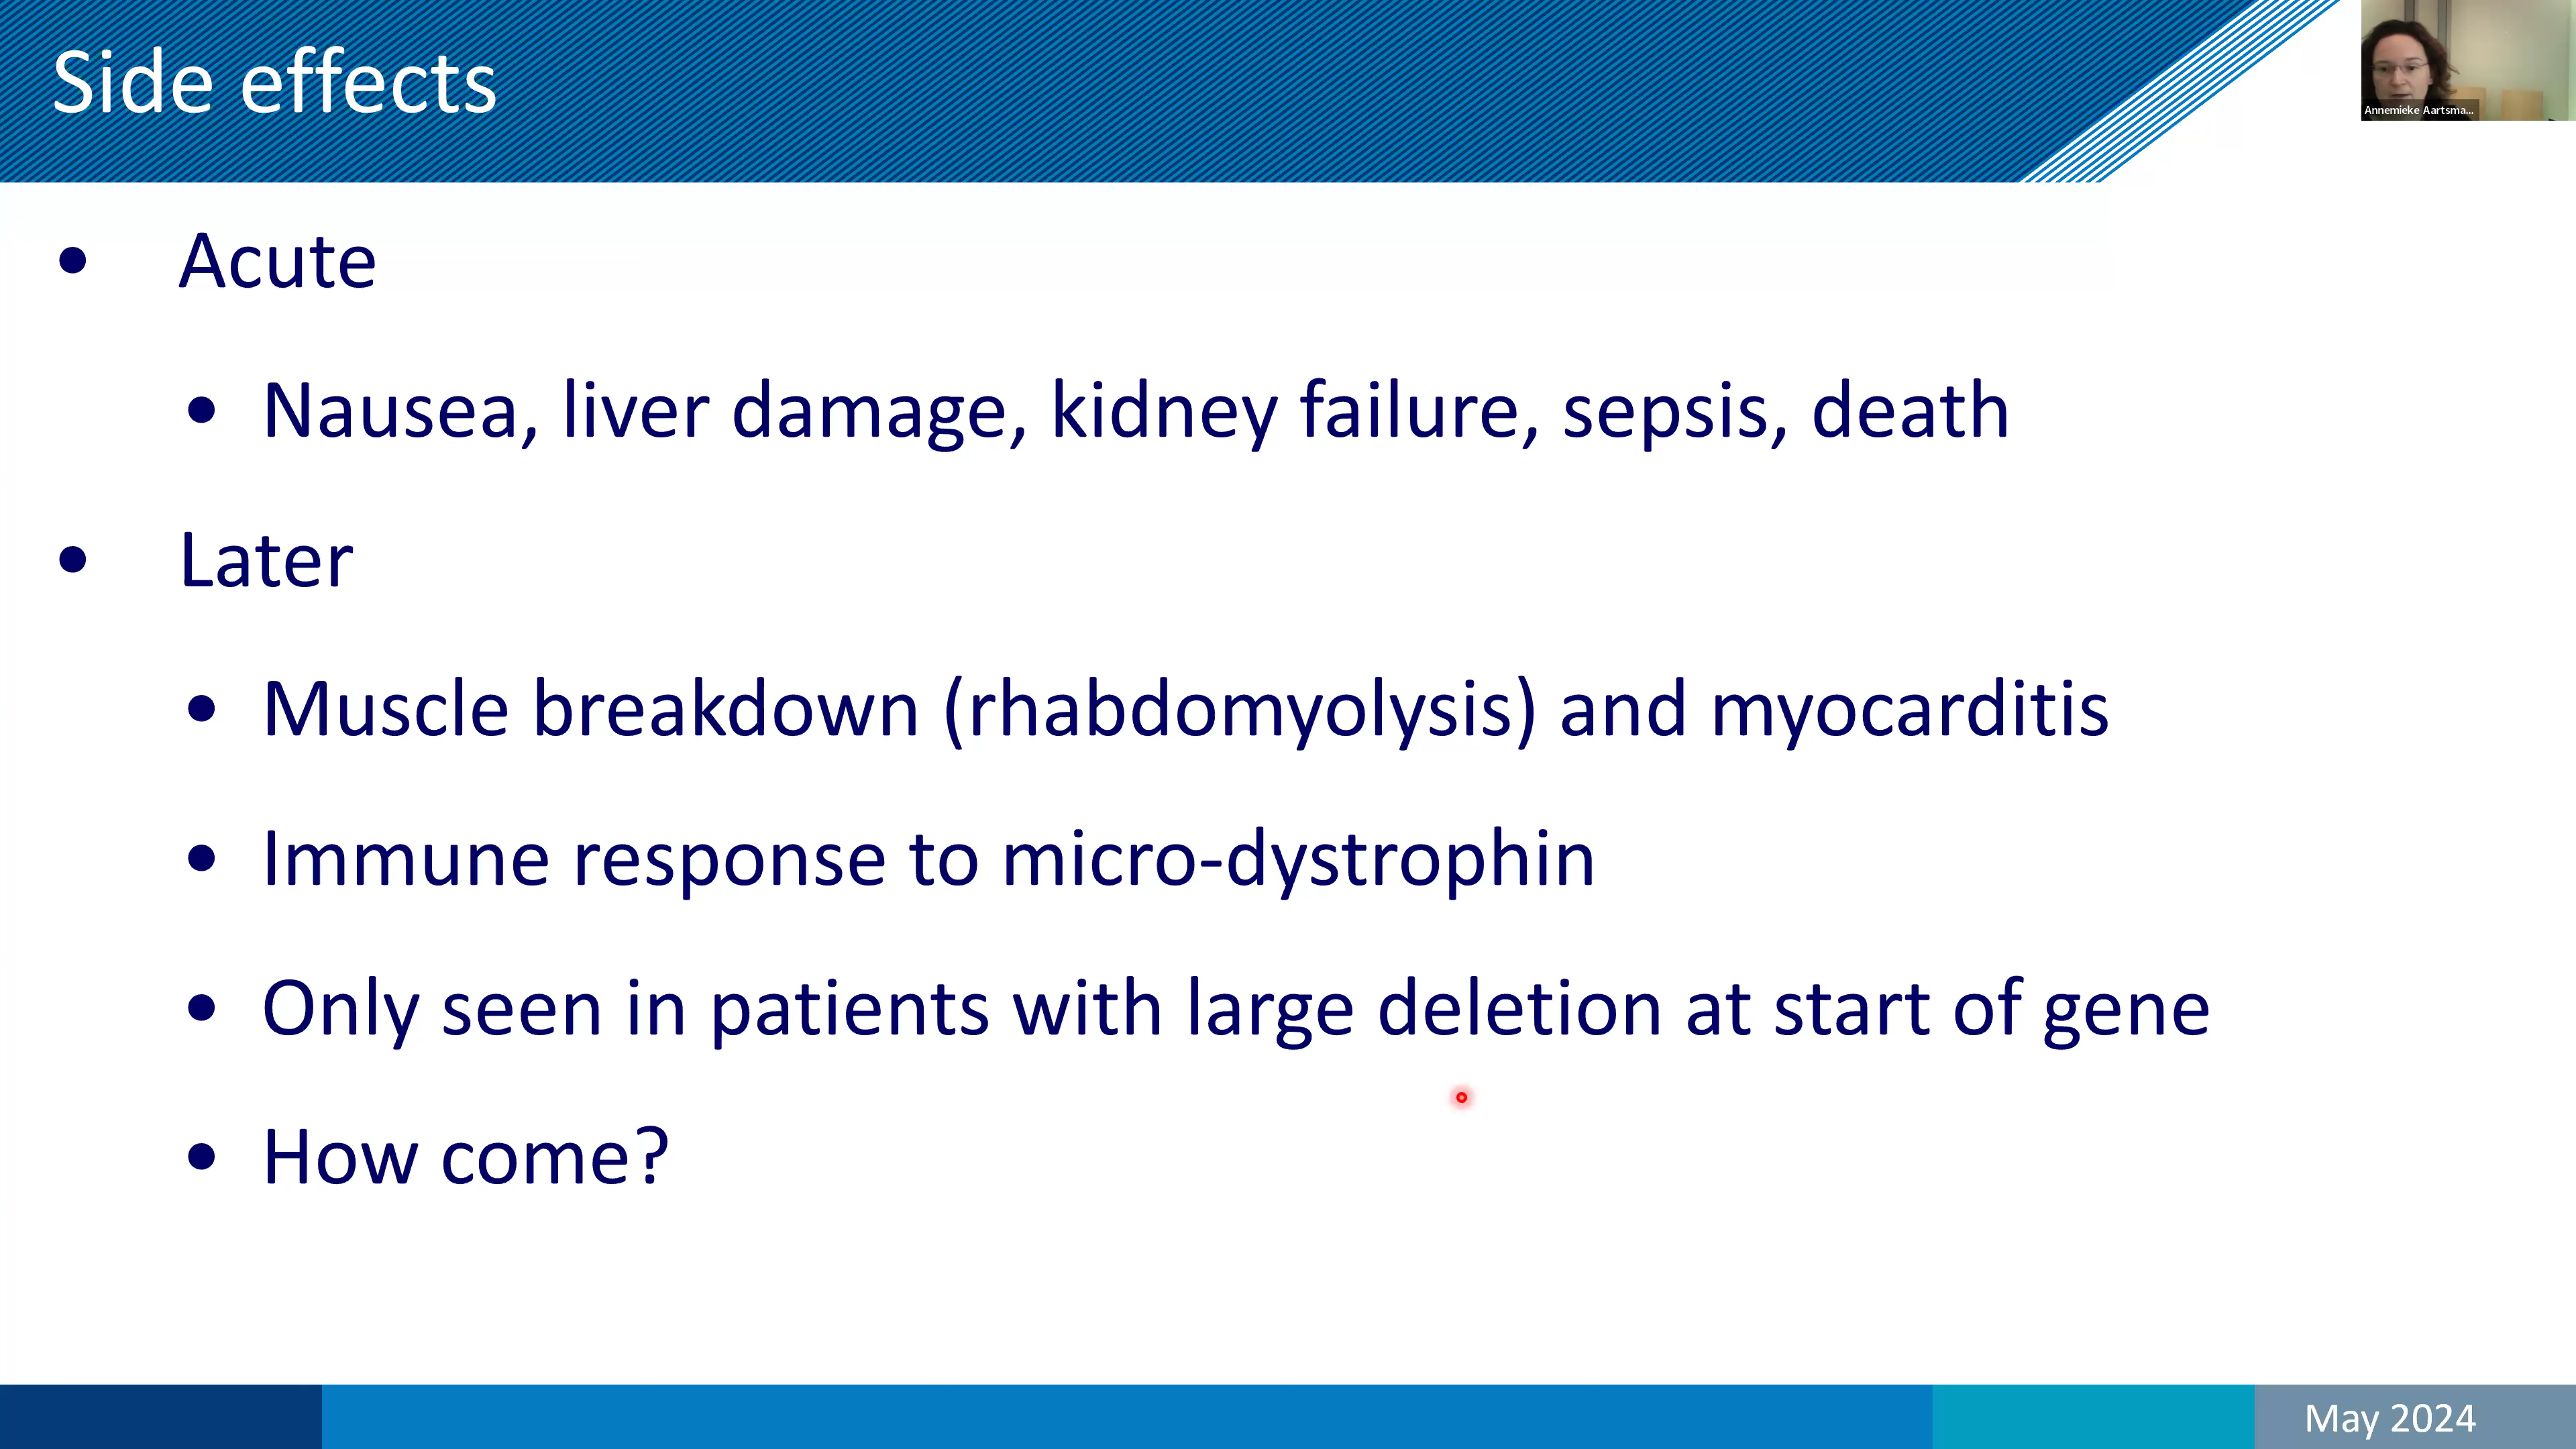 Side effects
Annemieke Aartsma...
• Acute
• Nausea, liver damage, kidney failure, sepsis, death
• Later
• Muscle breakdown (rhabdomyolysis) and myocarditis
• Immune response to micro-dystrophin
• Only seen in patients with large deletion at start of gene
• How come?
May 2024